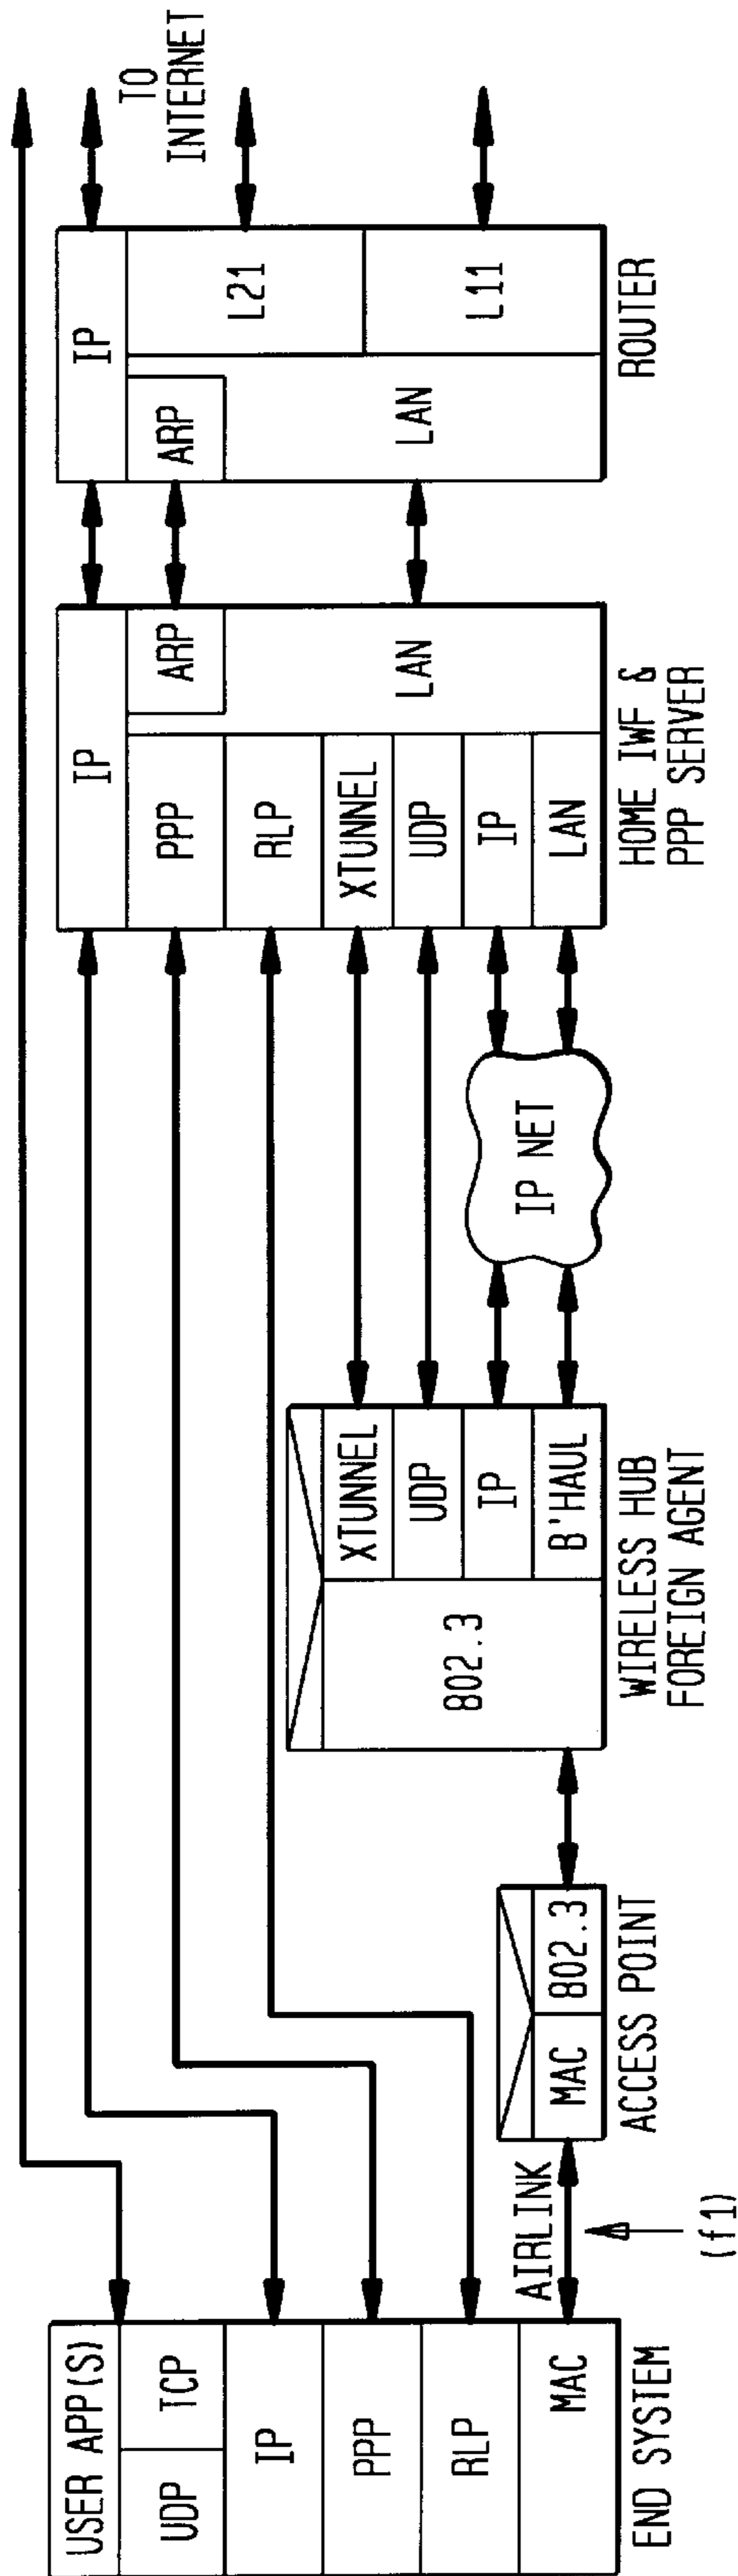 USER APP(S)
UDP
TCP
IP
PPP
RLP
MAC
END SYSTEM
AIRLINK
(f1)
MAC
802.3
ACCESS POINT
802.3
XTUNNEL
UDP
IP
B'HAUL
WIRELESS HUB
FOREIGN AGENT
IP NET
IP
PPP
RLP
XTUNNEL
UDP
IP
LAN
ARP
LAN
HOME IWF &
PPP SERVER
IP
ARP
LAN
L21
L11
ROUTER
TO
INTERNET